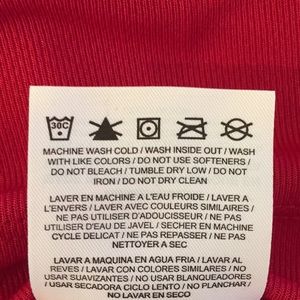 30C
MACHINE WASH COLD / WASH INSIDE OUT / WASH
WITH LIKE COLORS / DO NOT USE SOFTENERS /
DO NOT BLEACH / TUMBLE DRY LOW / DO NOT
IRON / DO NOT DRY CLEAN
LAVER EN MACHINE A L'EAU FROIDE / LAVER A
L'ENVERS / LAVER AVEC COULEURS SIMILAIRES /
NE PAS UTILISER D'ADOUCISSEUR / NE PAS
UTILISER D'EAU DE JAVEL / SECHER EN MACHINE
CYCLE DELICAT / NE PAS REPASSER / NE PAS
NETTOYER A SEC
LAVAR A MAQUINA EN AGUA FRIA / LAVAR AL
REVES / LAVAR CON COLORES SIMILARES / NO
USAR SUAVIZANTES / NO USAR BLANQUEADORES
/ USAR SECADORA CICLO LENTO / NO PLANCHAR /
NO LAVAR EN SECO